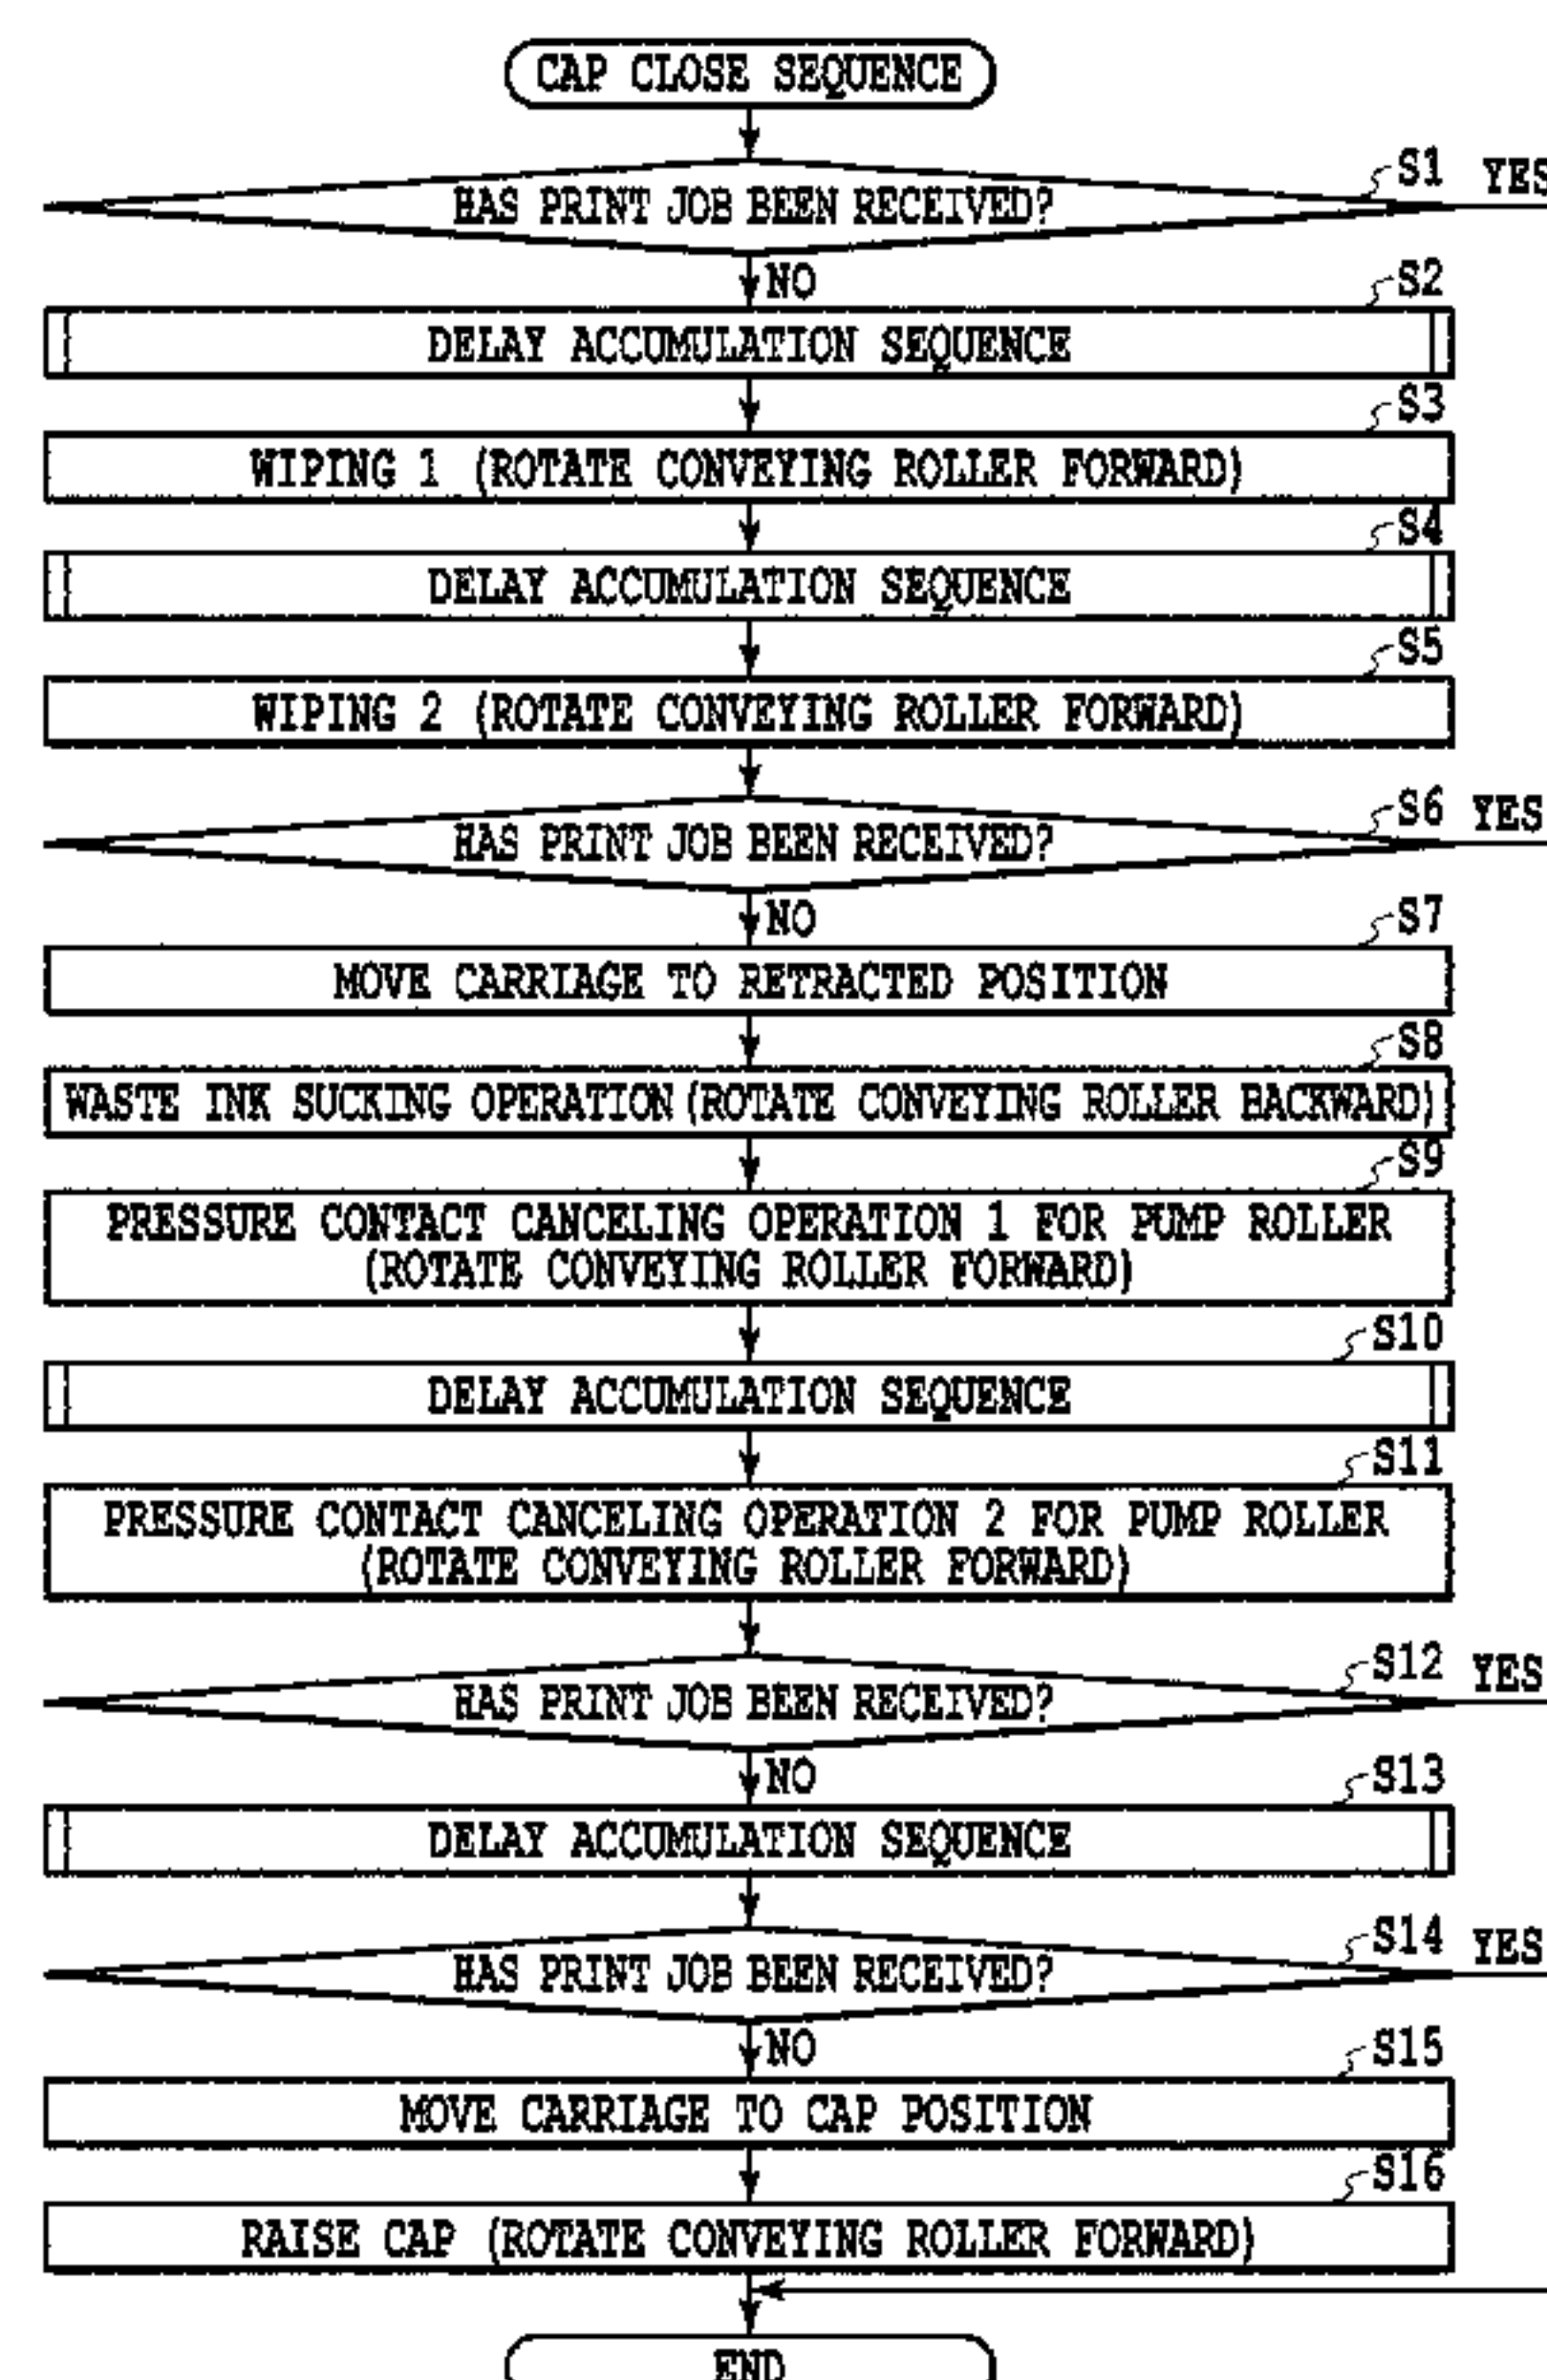 CAP CLOSE SEQUENCE
S1
YES
HAS PRINT JOB BEEN RECEIVED?
NO
S2
DELAY ACCUMULATION SEQUENCE
S3
WIPING 1 (ROTATE CONVEYING ROLLER FORWARD)
S4
DELAY ACCUMULATION SEQUENCE
S5
WIPING 2 (ROTATE CONVEYING ROLLER FORWARD)
S6
YES
HAS PRINT JOB BEEN RECEIVED?
NO
S7
MOVE CARRIAGE TO RETRACTED POSITION
S8
WASTE INK SUCKING OPERATION (ROTATE CONVEYING ROLLER BACKWARD)
S9
PRESSURE CONTACT CANCELING OPERATION 1 FOR PUMP ROLLER
(ROTATE CONVEYING ROLLER FORWARD)
S10
DELAY ACCUMULATION SEQUENCE
S11
PRESSURE CONTACT CANCELING OPERATION 2 FOR PUMP ROLLER
(ROTATE CONVEYING ROLLER FORWARD)
S12
YES
HAS PRINT JOB BEEN RECEIVED?
NO
S13
DELAY ACCUMULATION SEQUENCE
S14
YES
HAS PRINT JOB BEEN RECEIVED?
NO
S15
MOVE CARRIAGE TO CAP POSITION
S16
RAISE CAP (ROTATE CONVEYING ROLLER FORWARD)
END